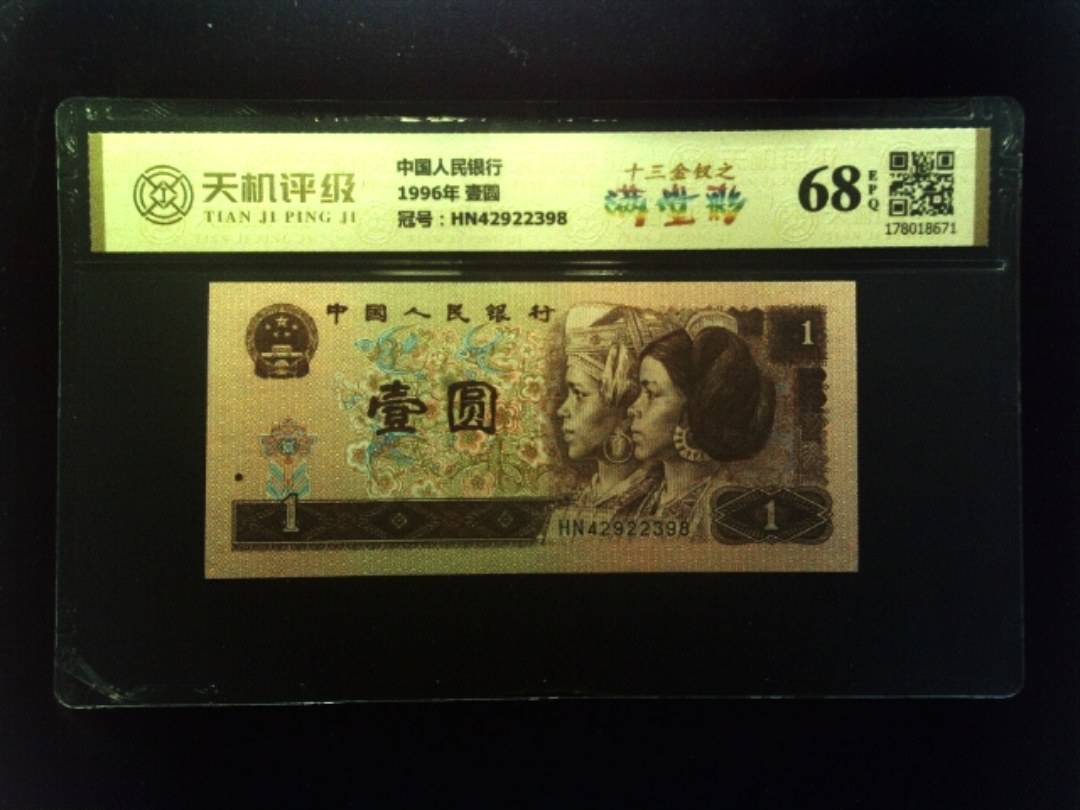 天机评级
TIAN JI PING JI
中国人民银行
1996年 壹圆
冠号：HN42922398
十三金钗之
满堂彩
68 EPQ
178018671
中国人民银行
1
壹圆
1
HN42922398
1